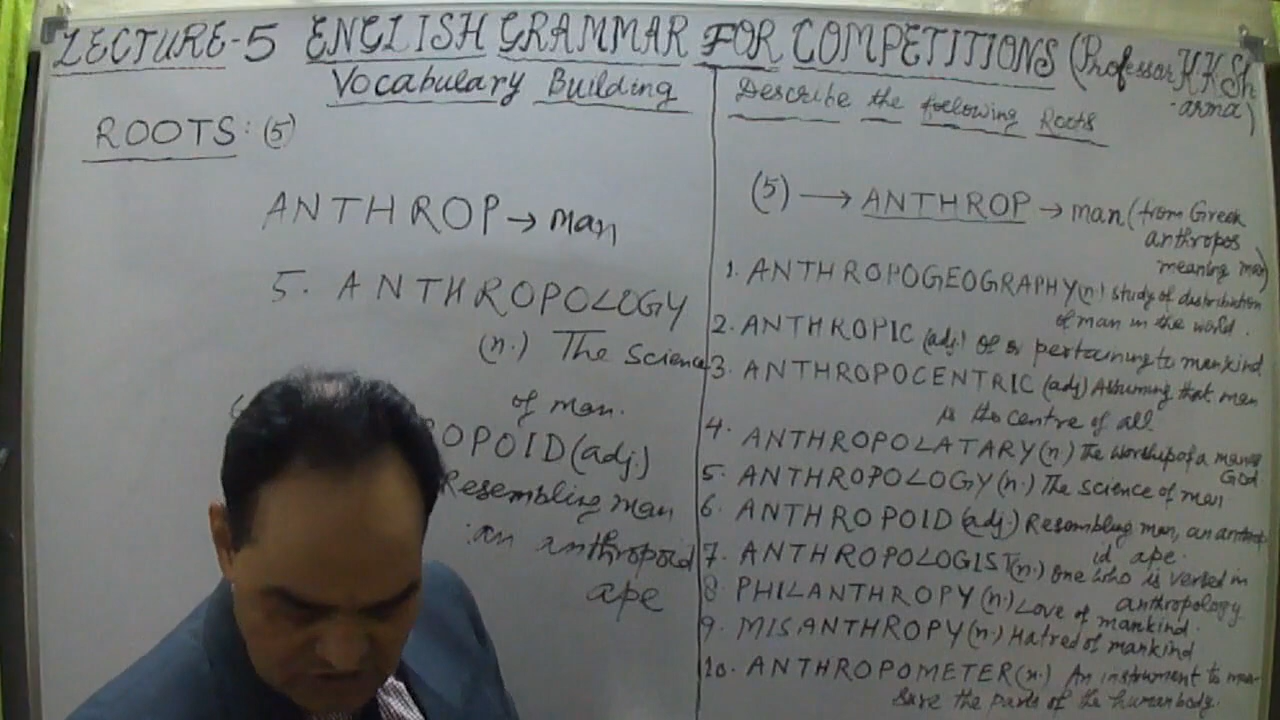 LECTURE-5 ENGLISH GRAMMAR FOR COMPETITIONS (Professor KKSh
arma)
Vocabulary Building
ROOTS: (5)
ANTHROP → man
5. ANTHROPOLOGY
(n.) The Science
of man.
OPOID (adj.)
Resembling man
:an anthropoid
ape
Describe the following Roots
(5) → ANTHROP → man (from Greek
anthropos
meaning man)
1. ANTHROPOGEOGRAPHY (n.) study of distribution
of man in the world.
2. ANTHROPIC (adj.) Of or pertaining to mankind
3. ANTHROPOCENTRIC (adj) Assuming that man
is the centre of all
4. ANTHROPOLATARY (n) The worship of a man as
God
5. ANTHROPOLOGY (n.) The science of man
6. ANTHROPOID (adj.) Resembling man, an anthropo
id ape.
7. ANTHROPOLOGIST (n.) One who is versed in
anthropology
8. PHILANTHROPY (n.) Love of mankind.
9. MISANTHROPY (n.) Hatred of mankind
10. ANTHROPOMETER (n.) An instrument to mea-
sure the parts of the human body.